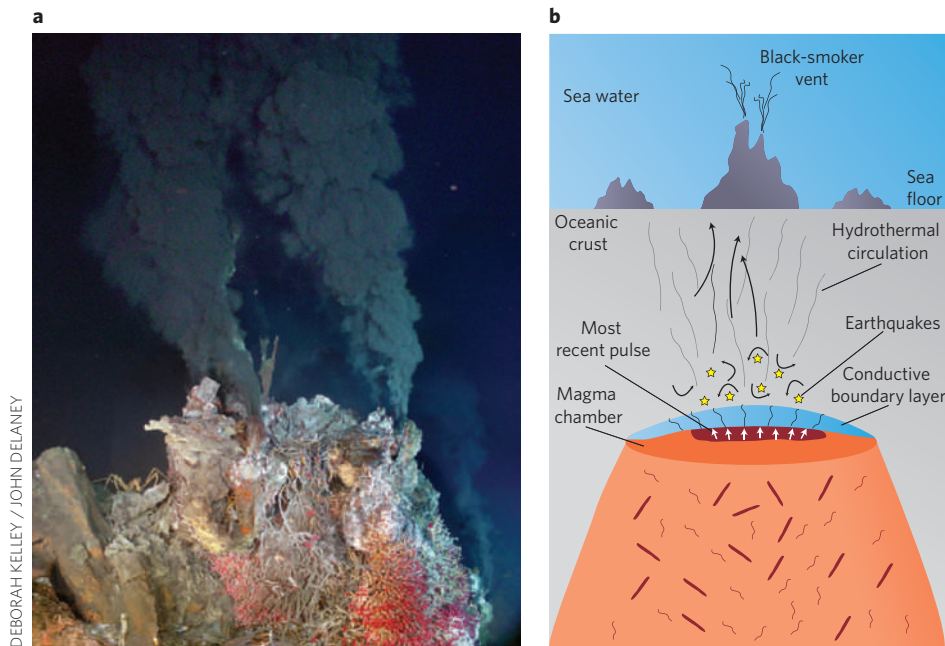 a
DEBORAH KELLEY / JOHN DELANEY
b
Black-smoker
vent
Sea water
Sea
floor
Oceanic
crust
Hydrothermal
circulation
Most
recent pulse
Earthquakes
Magma
chamber
Conductive
boundary layer